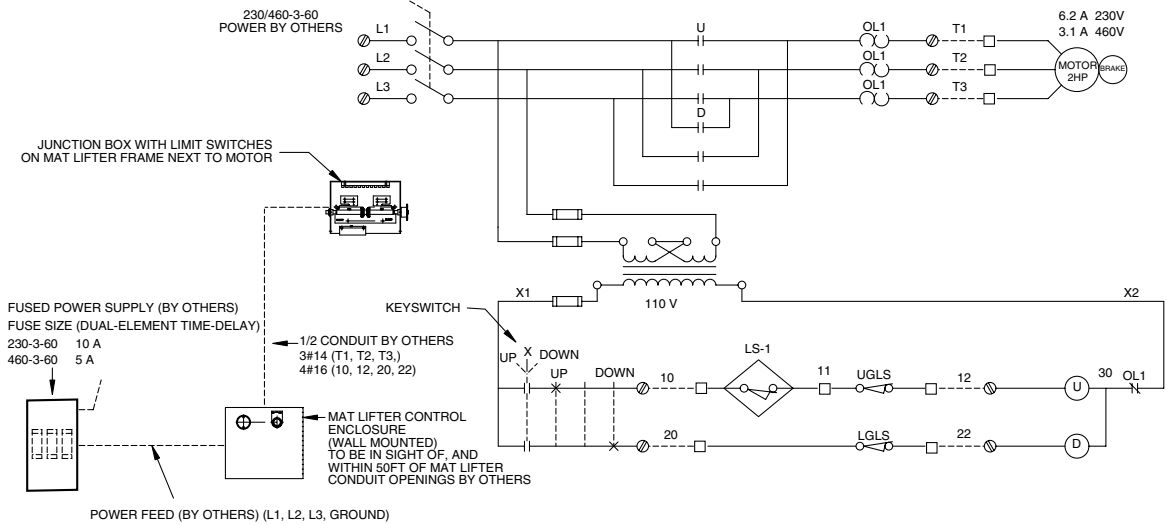 230/460-3-60
POWER BY OTHERS
L1
L2
L3
U
D
OL1
OL1
OL1
T1
T2
T3
6.2 A 230V
3.1 A 460V
MOTOR
2HP
BRAKE
JUNCTION BOX WITH LIMIT SWITCHES
ON MAT LIFTER FRAME NEXT TO MOTOR
FUSED POWER SUPPLY (BY OTHERS)
FUSE SIZE (DUAL-ELEMENT TIME-DELAY)
230-3-60 10 A
460-3-60 5 A
1/2 CONDUIT BY OTHERS
3#14 (T1, T2, T3,)
4#16 (10, 12, 20, 22)
MAT LIFTER CONTROL
ENCLOSURE
(WALL MOUNTED)
TO BE IN SIGHT OF, AND
WITHIN 50FT OF MAT LIFTER
CONDUIT OPENINGS BY OTHERS
POWER FEED (BY OTHERS) (L1, L2, L3, GROUND)
X1
110 V
X2
KEYSWITCH
X
UP DOWN
UP
DOWN
10
LS-1
11
UGLS
12
U
30
OL1
20
LGLS
22
D